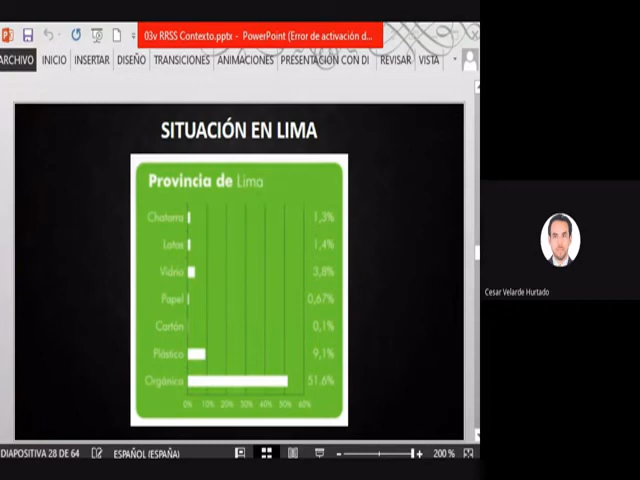 03v RRSS Contexto.pptx - PowerPoint (Error de activación d...
ARCHIVO INICIO INSERTAR DISEÑO TRANSICIONES ANIMACIONES PRESENTACIÓN CON DI REVISAR VISTA
SITUACIÓN EN LIMA
Provincia de Lima
Chatarra 1,3%
Latas 1,4%
Vidrio 3,8%
Papel 0,67%
Cartón 0,1%
Plástico 9,1%
Orgánico 51.6%
0% 10% 20% 30% 40% 50% 60%
Cesar Velarde Hurtado
DIAPOSITIVA 28 DE 64 ESPAÑOL (ESPAÑA) 200 %